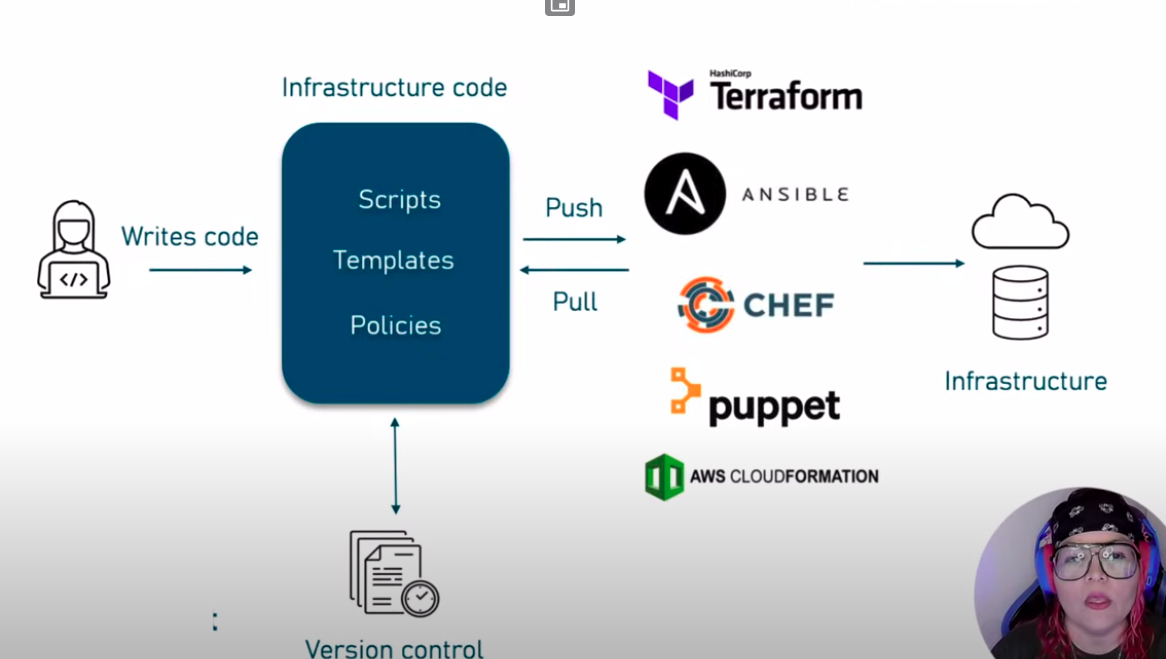 Infrastructure code
Writes code
</>
Scripts
Templates
Policies
Push
Pull
HashiCorp
Terraform
ANSIBLE
CHEF
puppet
AWS CLOUDFORMATION
Infrastructure
Version control
: